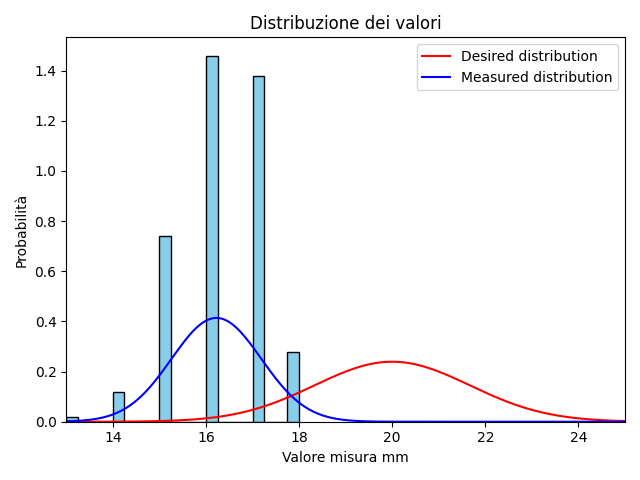 Distribuzione dei valori
Desired distribution
Measured distribution
Probabilità
1.4
1.2
1.0
0.8
0.6
0.4
0.2
0.0
14 16 18 20 22 24
Valore misura mm